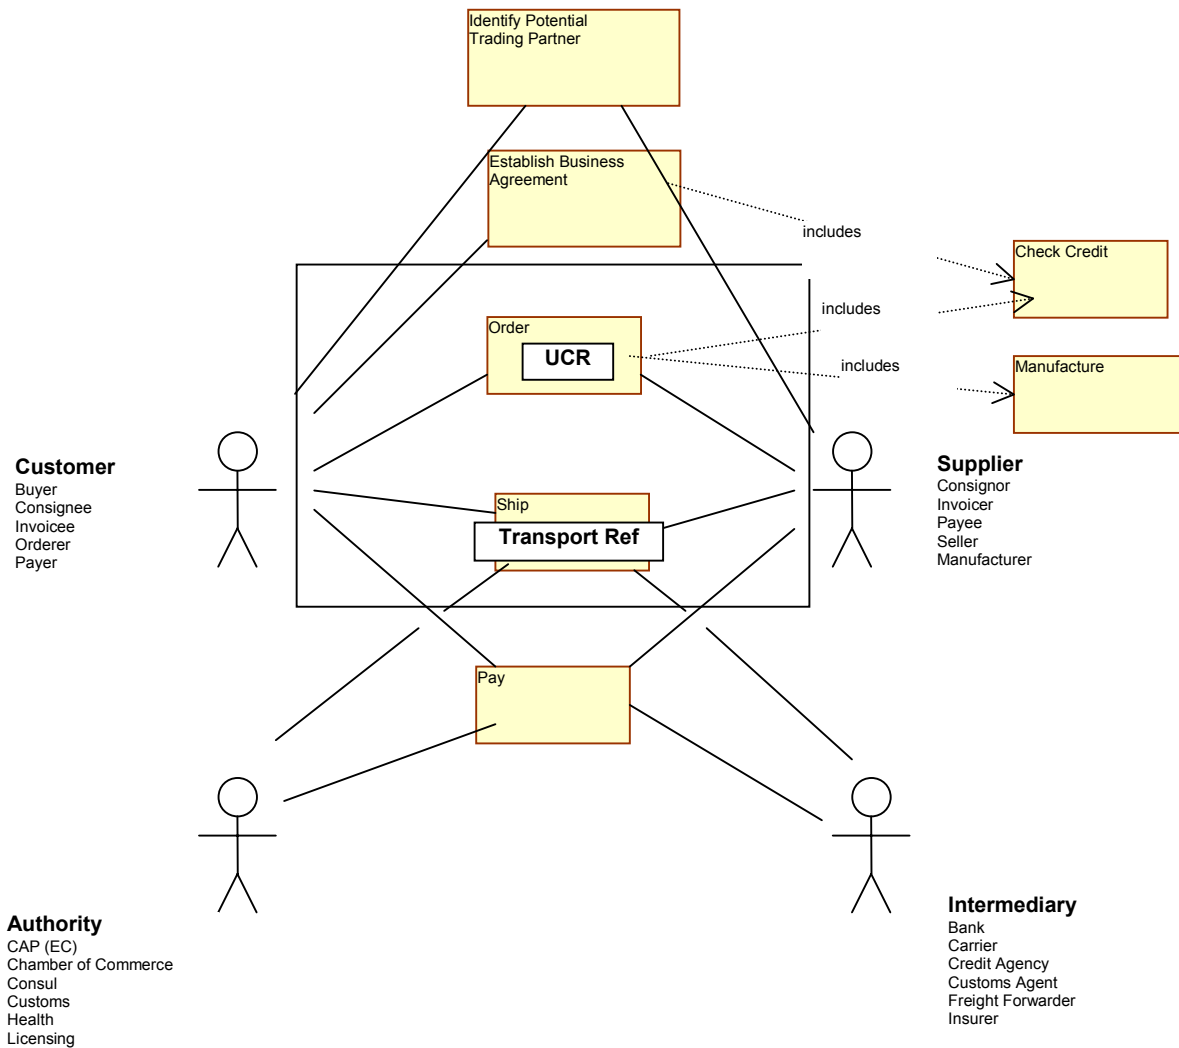 Identify Potential
Trading Partner
Establish Business
Agreement
includes
Check Credit
includes
Order
UCR
includes
Manufacture
Customer
Buyer
Consignee
Invoicee
Orderer
Payer
Supplier
Consignor
Invoicer
Payee
Seller
Manufacturer
Ship
Transport Ref
Pay
Authority
CAP (EC)
Chamber of Commerce
Consul
Customs
Health
Licensing
Intermediary
Bank
Carrier
Credit Agency
Customs Agent
Freight Forwarder
Insurer